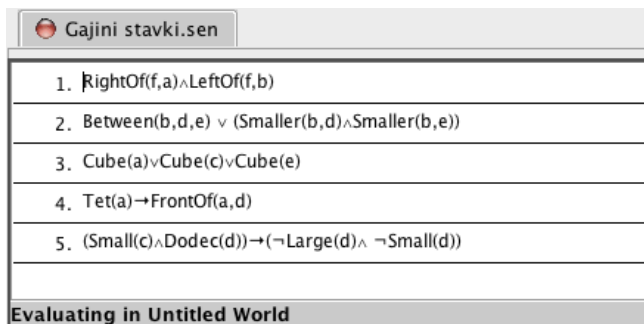 Gajini stavki.sen
1. RightOf(f,a)∧LeftOf(f,b)
2. Between(b,d,e) ∨ (Smaller(b,d)∧Smaller(b,e))
3. Cube(a)∨Cube(c)∨Cube(e)
4. Tet(a)→FrontOf(a,d)
5. (Small(c)∧Dodec(d))→(¬Large(d)∧ ¬Small(d))
Evaluating in Untitled World